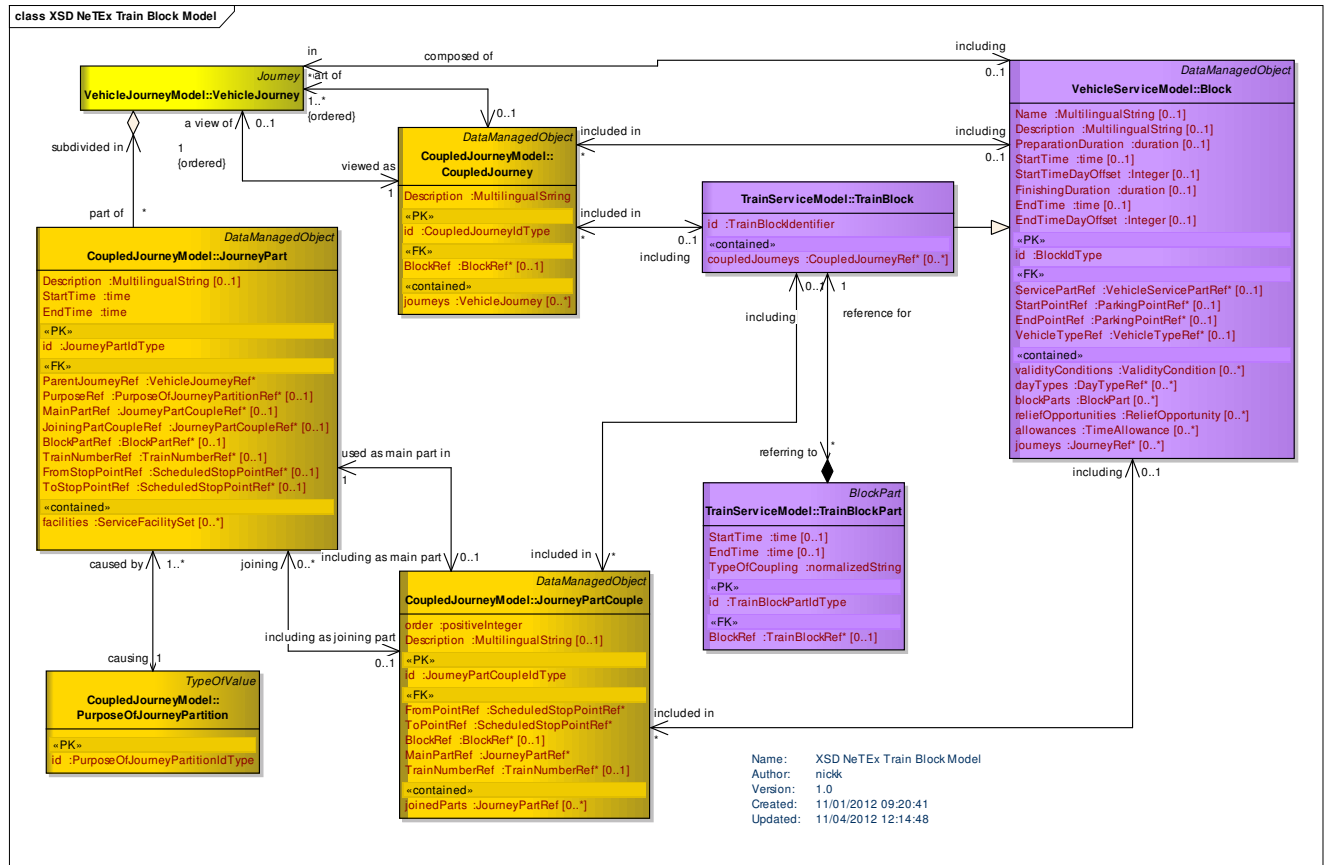 class XSD NeTEx Train Block Model
in
composed of
including
0..1
Journey
VehicleJourneyModel::VehicleJourney
*
art of
1..*
{ordered}
0..1
a view of
0..1
1
{ordered}
subdivided in
viewed as
1
part of
*
DataManagedObject
CoupledJourneyModel::
CoupledJourney
Description :MultilingualSrring
«PK»
id :CoupledJourneyIdType
«FK»
BlockRef :BlockRef* [0..1]
«contained»
journeys :VehicleJourney [0..*]
included in
*
including
0..1
included in
*
0..1
including
TrainServiceModel::TrainBlock
id :TrainBlockIdentifier
«contained»
coupledJourneys :CoupledJourneyRef* [0..*]
DataManagedObject
VehicleServiceModel::Block
Name :MultilingualString [0..1]
Description :MultilingualString [0..1]
PreparationDuration :duration [0..1]
StartTime :time [0..1]
StartTimeDayOffset :Integer [0..1]
FinishingDuration :duration [0..1]
EndTime :time [0..1]
EndTimeDayOffset :Integer [0..1]
«PK»
id :BlockIdType
«FK»
ServicePartRef :VehicleServicePartRef* [0..1]
StartPointRef :ParkingPointRef* [0..1]
EndPointRef :ParkingPointRef* [0..1]
VehicleTypeRef :VehicleTypeRef* [0..1]
«contained»
validityConditions :ValidityCondition [0..*]
dayTypes :DayTypeRef* [0..*]
blockParts :BlockPart [0..*]
reliefOpportunities :ReliefOpportunity [0..*]
allowances :TimeAllowance [0..*]
journeys :JourneyRef* [0..*]
including
0..1
DataManagedObject
CoupledJourneyModel::JourneyPart
Description :MultilingualString [0..1]
StartTime :time
EndTime :time
«PK»
id :JourneyPartIdType
«FK»
ParentJourneyRef :VehicleJourneyRef*
PurposeRef :PurposeOfJourneyPartitionRef* [0..1]
MainPartRef :JourneyPartCoupleRef* [0..1]
JoiningPartCoupleRef :JourneyPartCoupleRef* [0..1]
BlockPartRef :BlockPartRef* [0..1]
TrainNumberRef :TrainNumberRef* [0..1]
FromStopPointRef :ScheduledStopPointRef* [0..1]
ToStopPointRef :ScheduledStopPointRef* [0..1]
«contained»
facilities :ServiceFacilitySet [0..*]
0..1
including
1
reference for
referring to
*
used as main part in
1
including as main part
0..1
caused by
1..*
joining
0..*
included in
*
BlockPart
TrainServiceModel::TrainBlockPart
StartTime :time [0..1]
EndTime :time [0..1]
TypeOfCoupling :normalizedString
«PK»
id :TrainBlockPartIdType
«FK»
BlockRef :TrainBlockRef* [0..1]
DataManagedObject
CoupledJourneyModel::JourneyPartCouple
order :positiveInteger
Description :MultilingualString [0..1]
«PK»
id :JourneyPartCoupleIdType
«FK»
FromPointRef :ScheduledStopPointRef*
ToPointRef :ScheduledStopPointRef*
BlockRef :BlockRef* [0..1]
MainPartRef :JourneyPartRef*
TrainNumberRef :TrainNumberRef* [0..1]
«contained»
joinedParts :JourneyPartRef [0..*]
including as joining part
0..1
causing
1
TypeOfValue
CoupledJourneyModel::
PurposeOfJourneyPartition
«PK»
id :PurposeOfJourneyPartitionIdType
included in
*
Name: XSD NeTEx Train Block Model
Author: nickk
Version: 1.0
Created: 11/01/2012 09:20:41
Updated: 11/04/2012 12:14:48